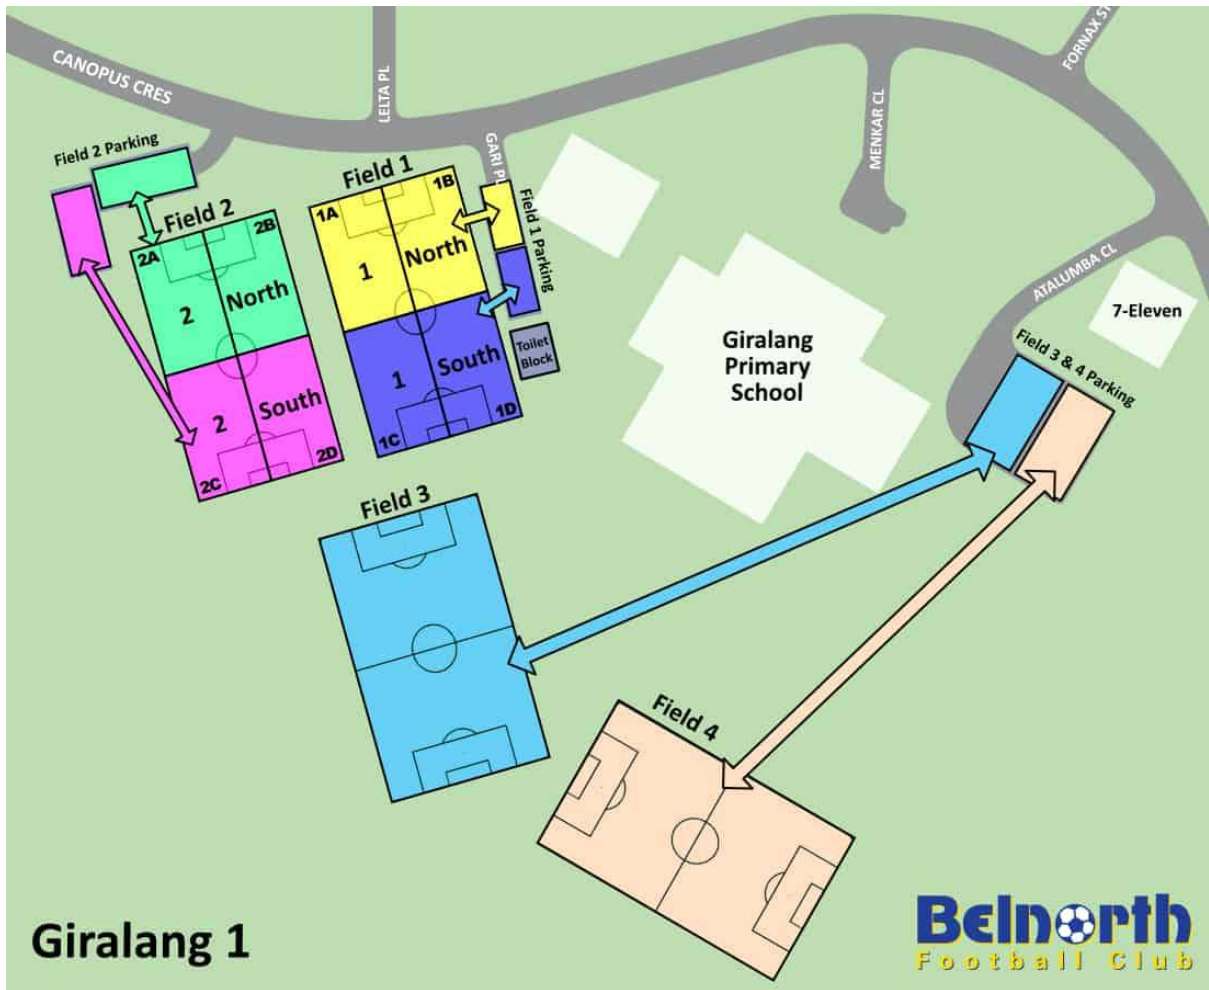 CANOPUS CRES
LELTA PL
GARI PL
MENKAR CL
FORNAX ST
ATALUMBA CL
7-Eleven
Field 2 Parking
Field 2
2A
2B
2
North
2
South
2C
2D
Field 1
1A
1B
1
North
1
South
1C
1D
Field 1 Parking
Toilet
Block
Giralang
Primary
School
Field 3 & 4 Parking
Field 3
Field 4
Giralang 1
Belnorth
Football Club